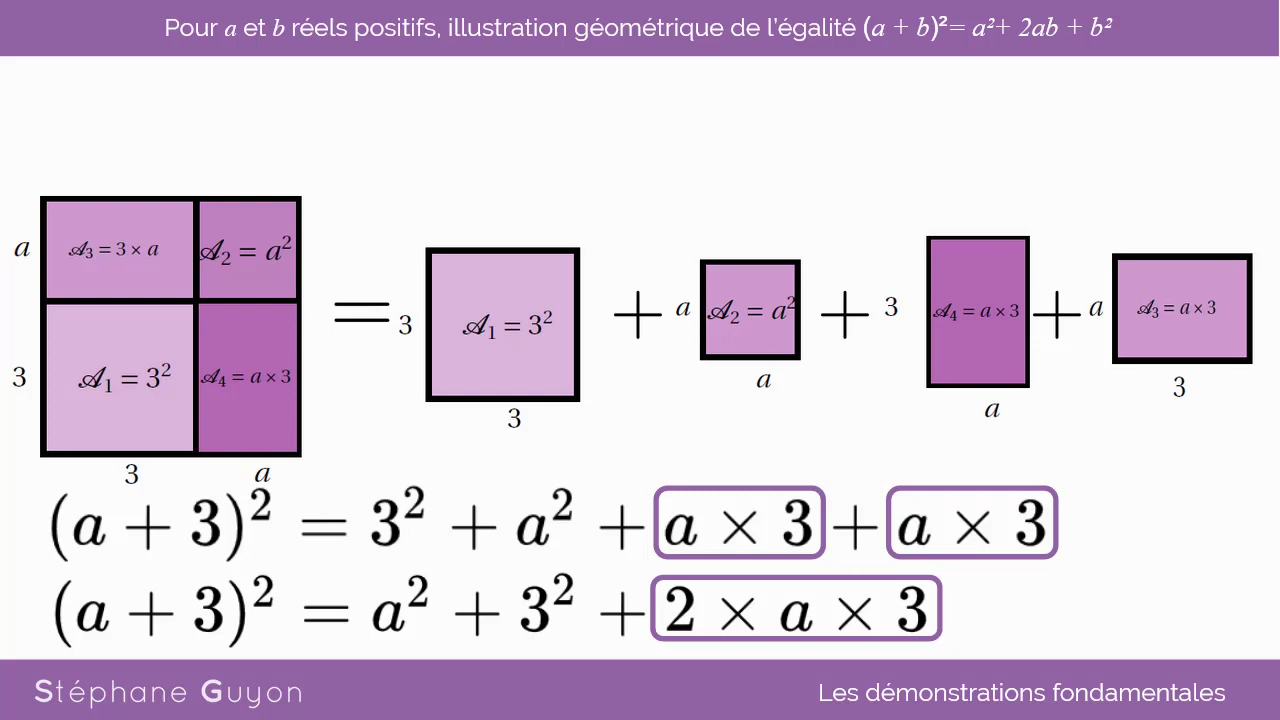 Pour a et b réels positifs, illustration géométrique de l'égalité (a + b)²= a²+ 2ab + b²
a
𝒜₃ = 3 × a
𝒜₂ = a²
3
𝒜₁ = 3²
𝒜₄ = a × 3
3
a
=
3
𝒜₁ = 3²
3
+
a
𝒜₂ = a²
a
+
3
𝒜₄ = a × 3
a
+
a
𝒜₃ = a × 3
3
(a + 3)² = 3² + a² + a × 3 + a × 3
(a + 3)² = a² + 3² + 2 × a × 3
Stéphane Guyon
Les démonstrations fondamentales